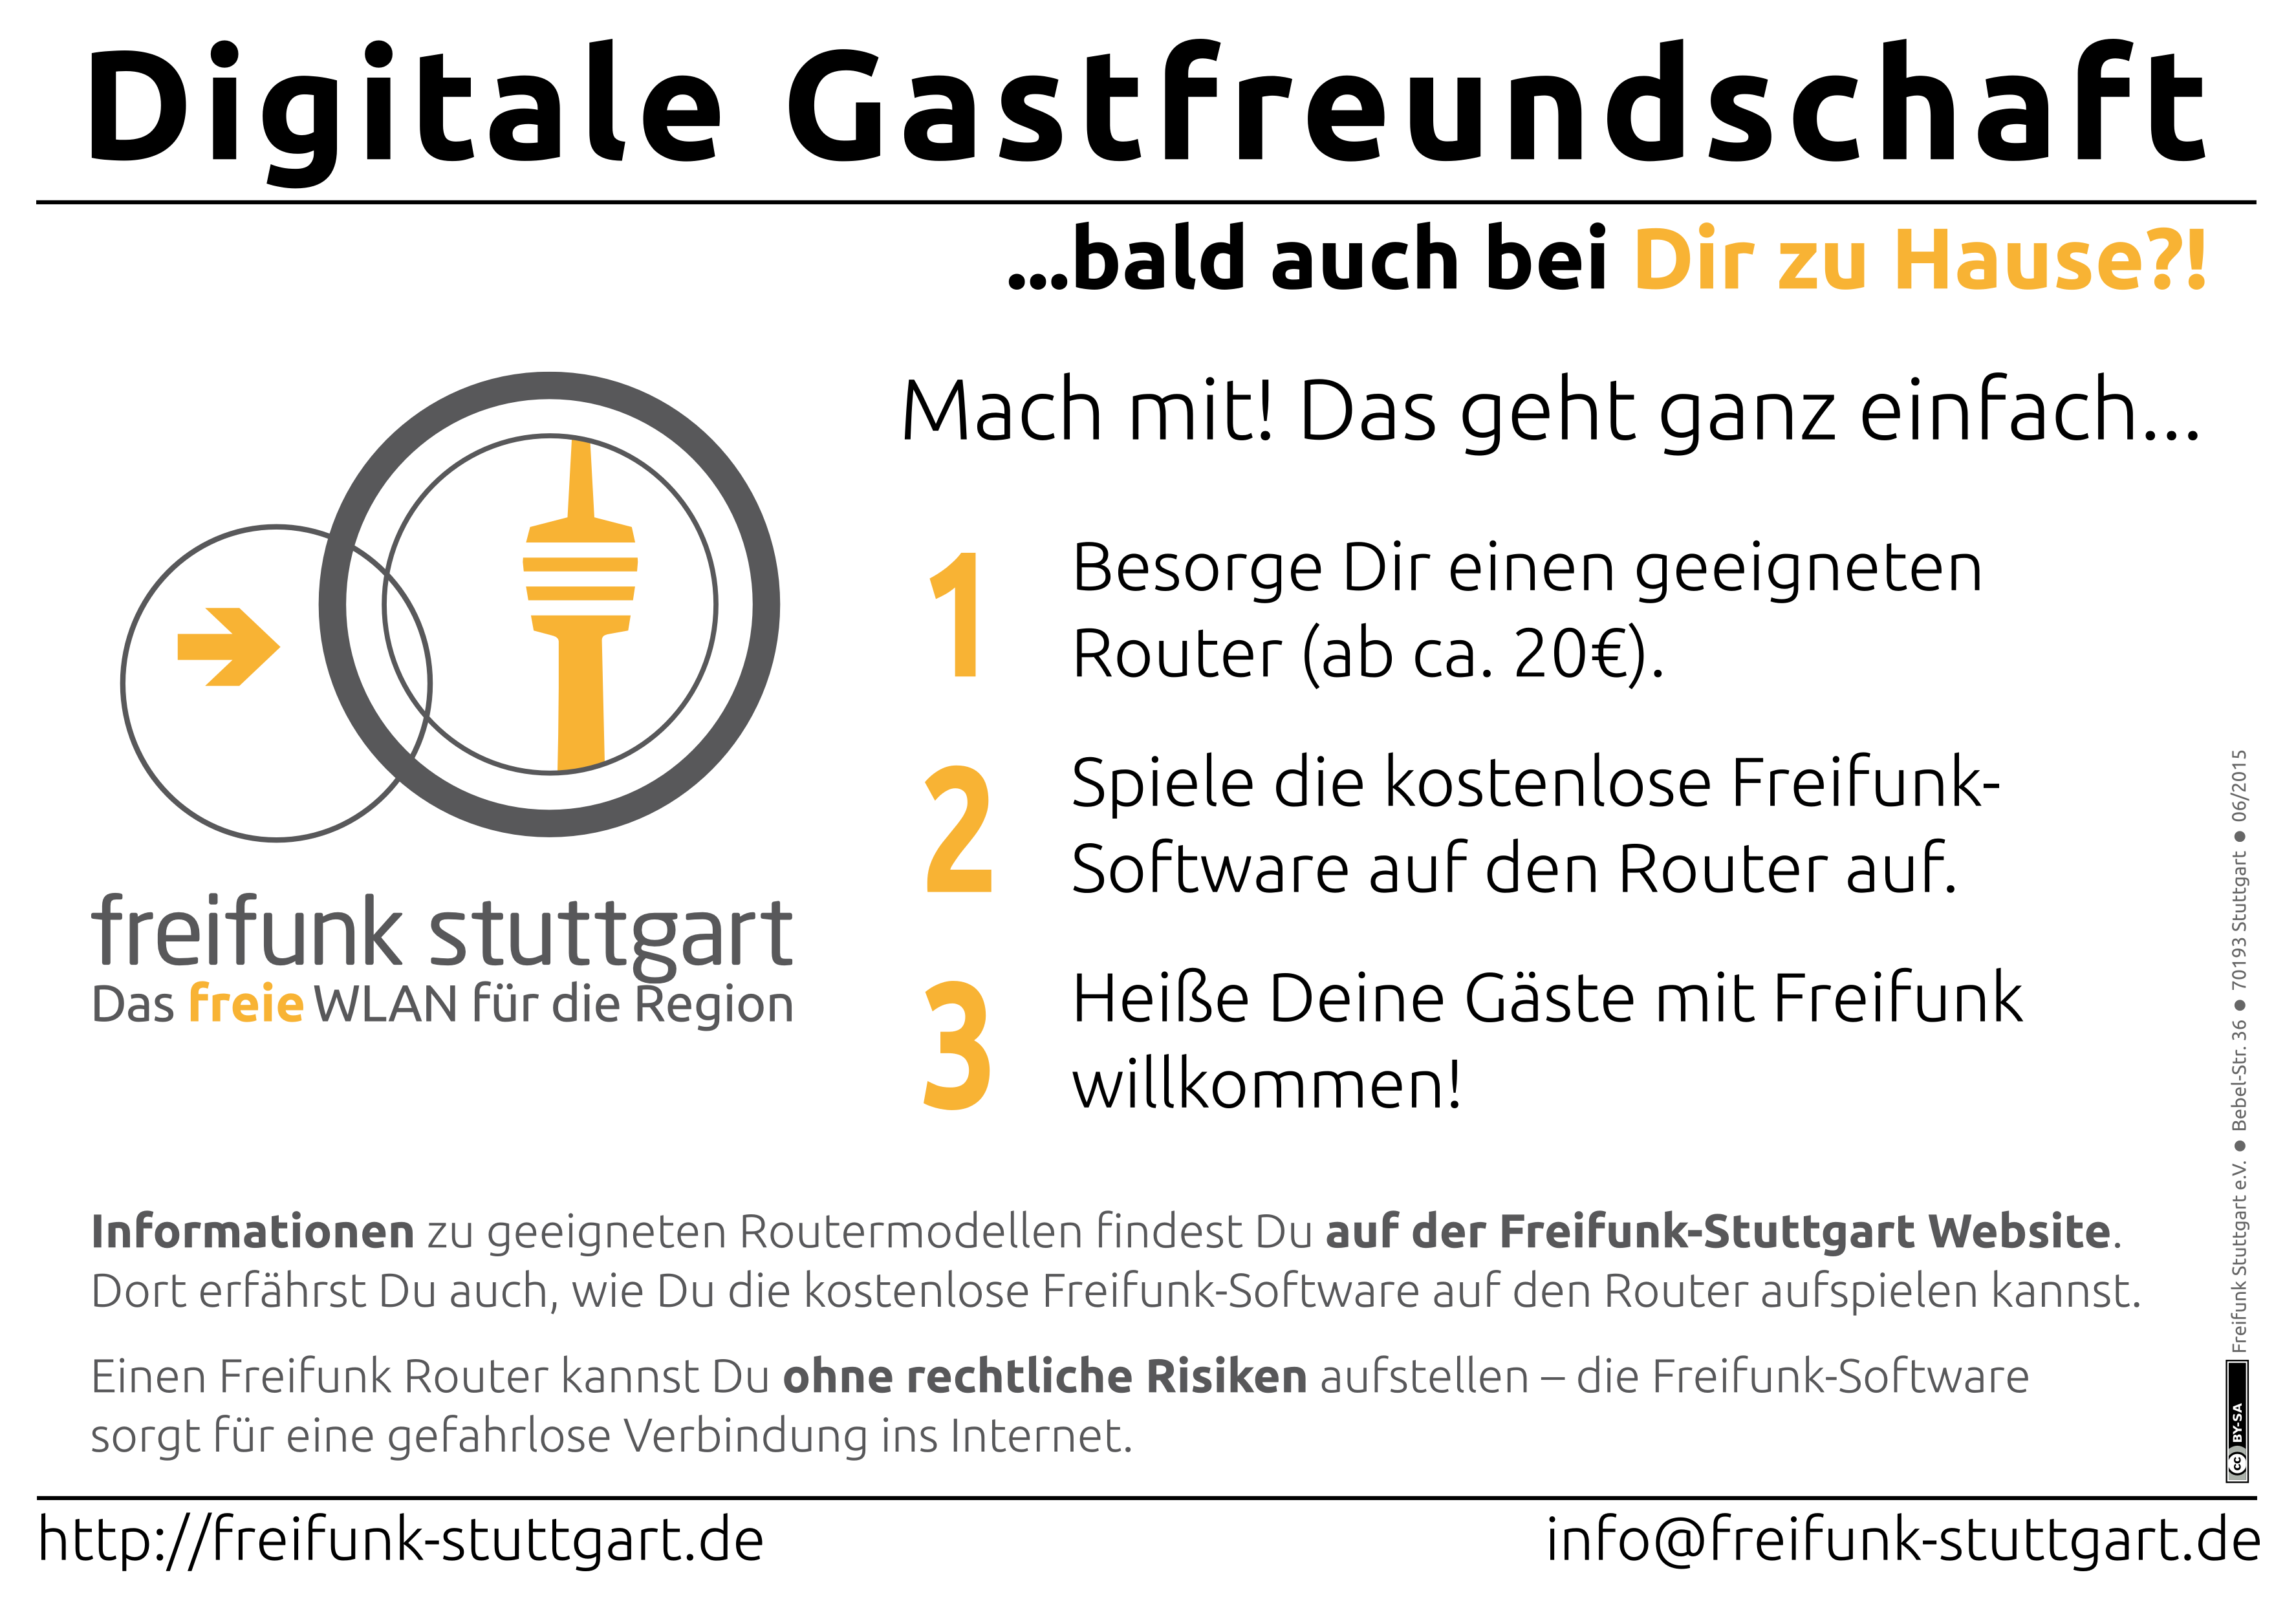 Digitale Gastfreundschaft
...bald auch bei Dir zu Hause?!
Mach mit! Das geht ganz einfach...
1 Besorge Dir einen geeigneten
Router (ab ca. 20€).
2 Spiele die kostenlose Freifunk-
Software auf den Router auf.
3 Heiße Deine Gäste mit Freifunk
willkommen!
freifunk stuttgart
Das freie WLAN für die Region
Informationen zu geeigneten Routermodellen findest Du auf der Freifunk-Stuttgart Website.
Dort erfährst Du auch, wie Du die kostenlose Freifunk-Software auf den Router aufspielen kannst.
Einen Freifunk Router kannst Du ohne rechtliche Risiken aufstellen – die Freifunk-Software
sorgt für eine gefahrlose Verbindung ins Internet.
http://freifunk-stuttgart.de
info@freifunk-stuttgart.de
cc BY-SA
Freifunk Stuttgart e.V. ● Bebel-Str. 36 ● 70193 Stuttgart ● 06/2015